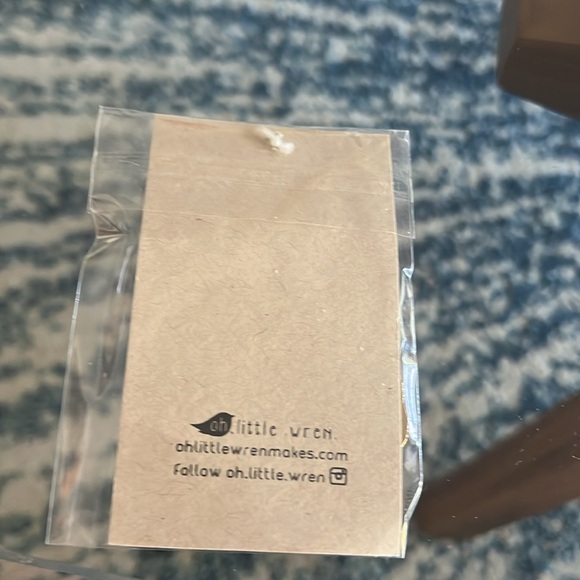 oh.little wren.
ohlittlewrenmakes.com
Follow oh.little.wren